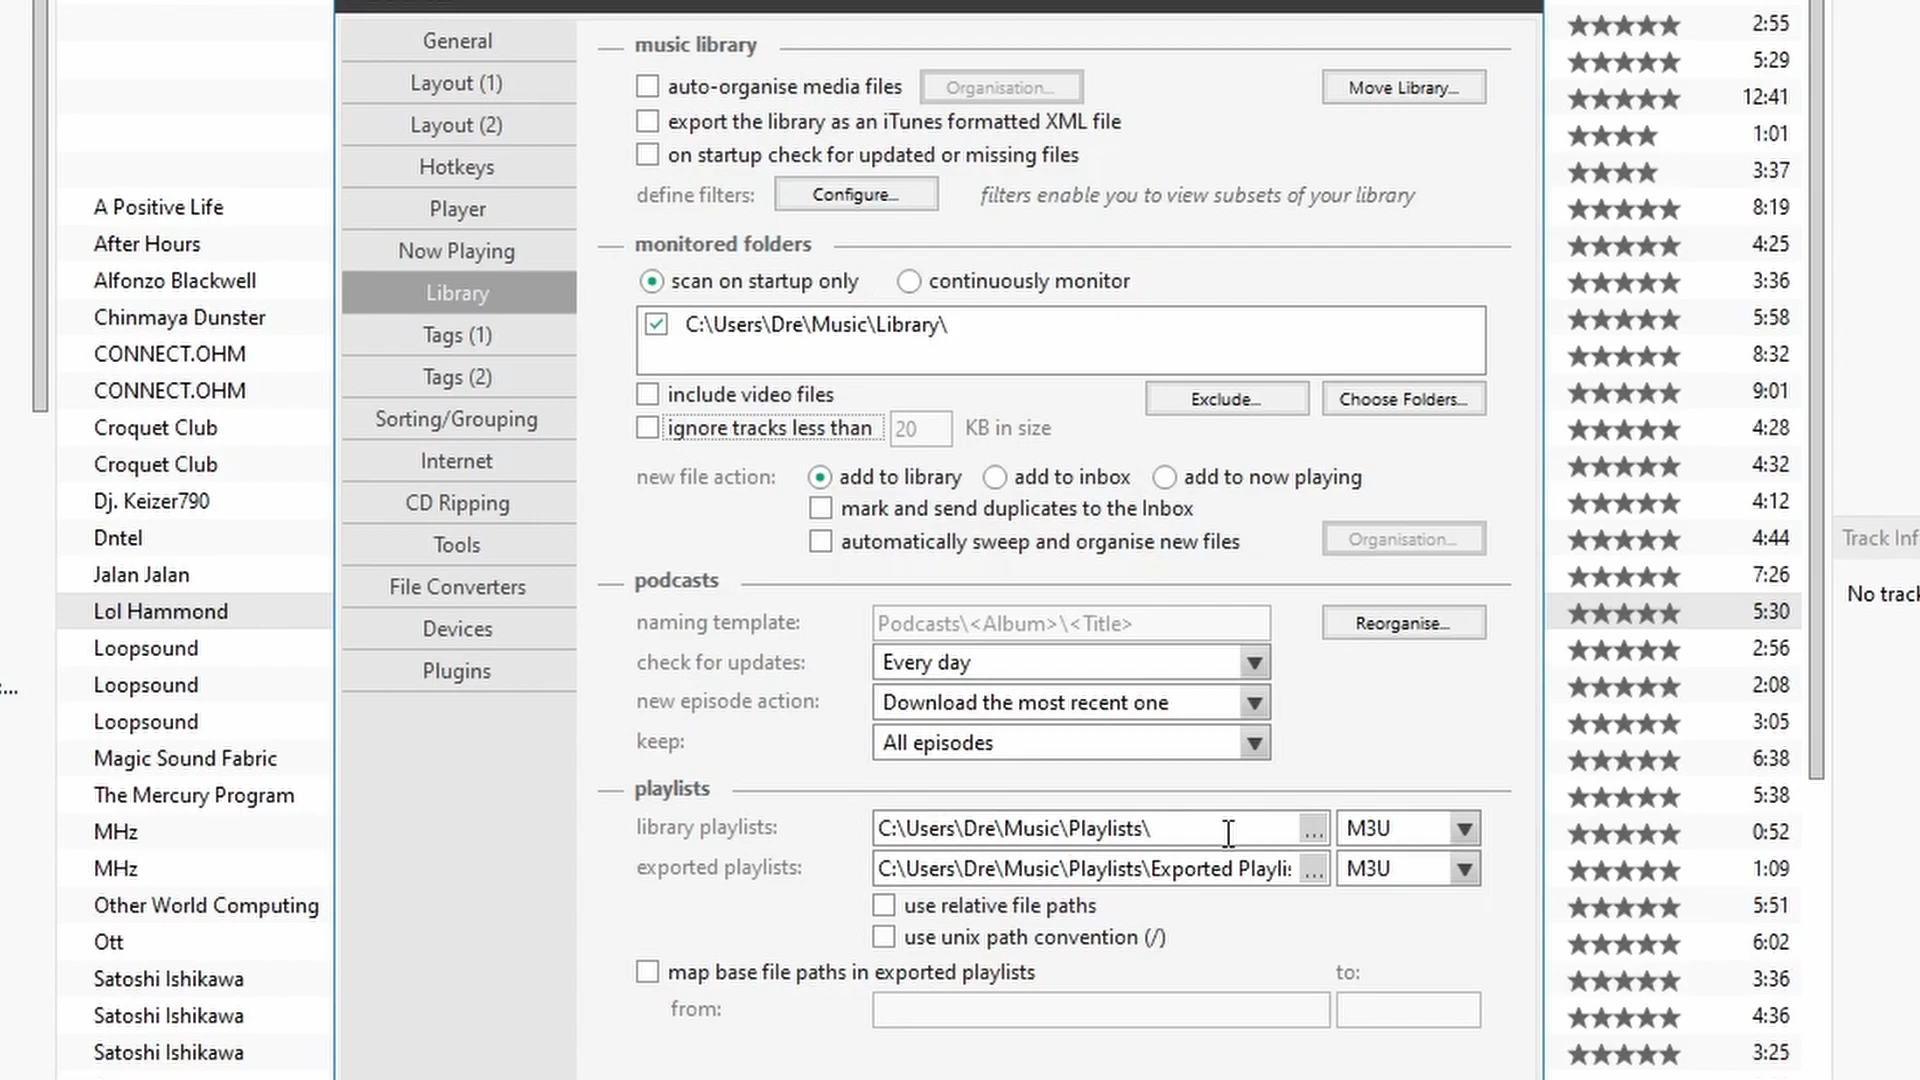 General
Layout (1)
Layout (2)
Hotkeys
Player
Now Playing
Library
Tags (1)
Tags (2)
Sorting/Grouping
Internet
CD Ripping
Tools
File Converters
Devices
Plugins
music library
auto-organise media files Organisation... Move Library...
export the library as an iTunes formatted XML file
on startup check for updated or missing files
define filters: Configure... filters enable you to view subsets of your library
monitored folders
scan on startup only continuously monitor
C:\Users\Dre\Music\Library\
include video files Exclude... Choose Folders...
ignore tracks less than 20 KB in size
new file action: add to library add to inbox add to now playing
mark and send duplicates to the Inbox
automatically sweep and organise new files Organisation...
podcasts
naming template: Podcasts\<Album>\<Title> Reorganise...
check for updates: Every day
new episode action: Download the most recent one
keep: All episodes
playlists
library playlists: C:\Users\Dre\Music\Playlists\ ... M3U
exported playlists: C:\Users\Dre\Music\Playlists\Exported Playlis ... M3U
use relative file paths
use unix path convention (/)
map base file paths in exported playlists to:
from:
A Positive Life
After Hours
Alfonzo Blackwell
Chinmaya Dunster
CONNECT.OHM
CONNECT.OHM
Croquet Club
Croquet Club
Dj. Keizer790
Dntel
Jalan Jalan
Lol Hammond
Loopsound
Loopsound
Loopsound
Magic Sound Fabric
The Mercury Program
MHz
MHz
Other World Computing
Ott
Satoshi Ishikawa
Satoshi Ishikawa
Satoshi Ishikawa
2:55
5:29
12:41
1:01
3:37
8:19
4:25
3:36
5:58
8:32
9:01
4:28
4:32
4:12
4:44
7:26
5:30
2:56
2:08
3:05
6:38
5:38
0:52
1:09
5:51
6:02
3:36
4:36
3:25
Track Inf
No track